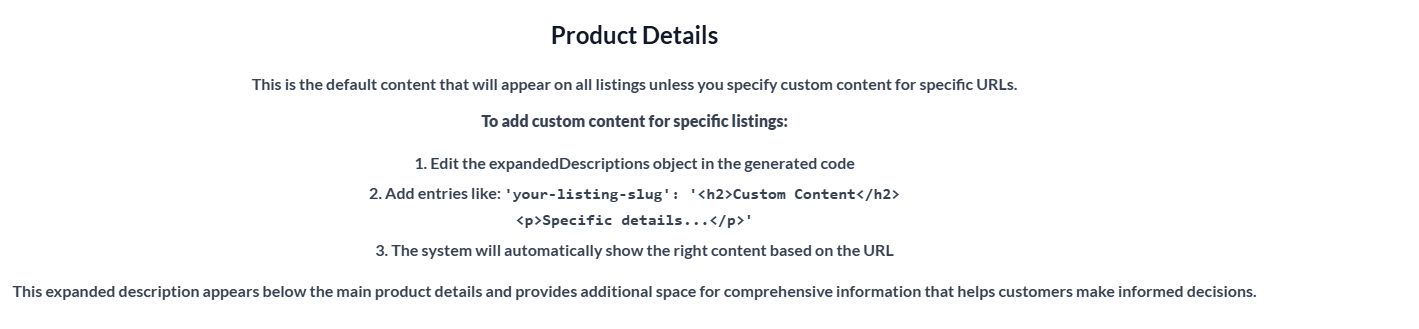 Product Details
This is the default content that will appear on all listings unless you specify custom content for specific URLs.
To add custom content for specific listings:
1. Edit the expandedDescriptions object in the generated code
2. Add entries like: 'your-listing-slug': '<h2>Custom Content</h2>
<p>Specific details...</p>'
3. The system will automatically show the right content based on the URL
This expanded description appears below the main product details and provides additional space for comprehensive information that helps customers make informed decisions.